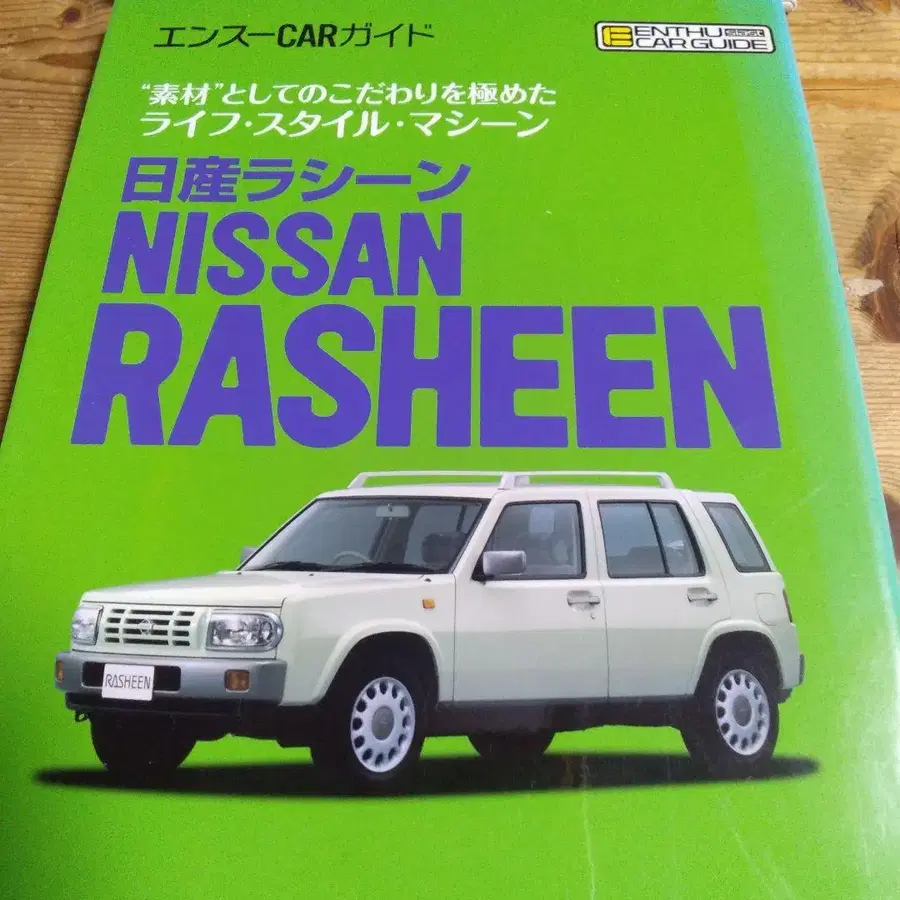 エンスーCARガイド
ENTHU
CAR GUIDE
“素材”としてのこだわりを極めた
ライフ・スタイル・マシーン
日産ラシーン
NISSAN
RASHEEN
RASHEEN